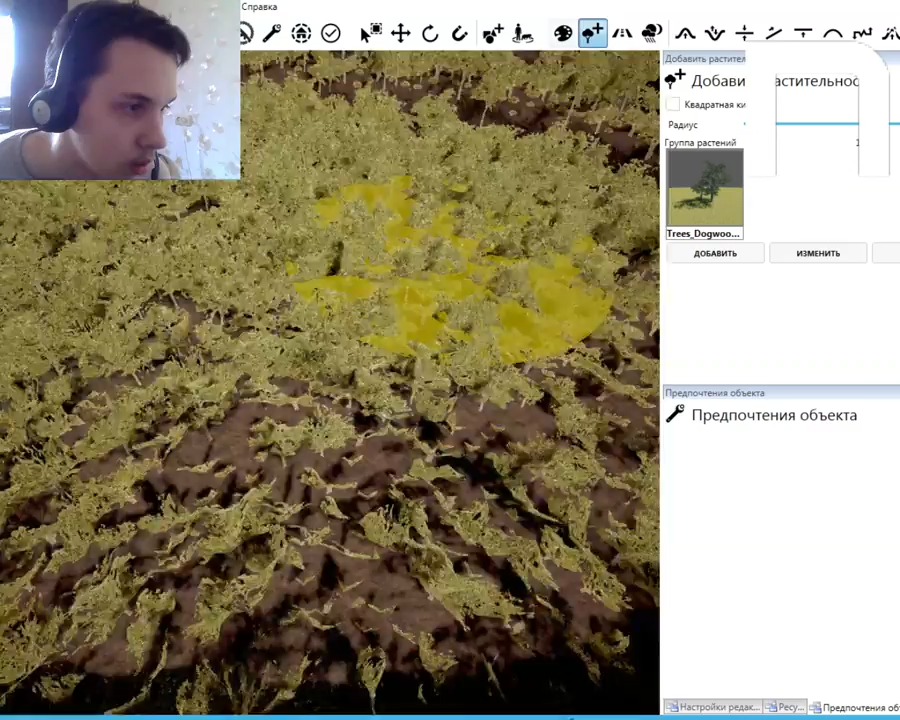 Справка
Добавить растител
Добави астительнос
Квадратная ки
Радиус
Группа растений
Trees_Dogwoo...
ДОБАВИТЬ ИЗМЕНИТЬ
Предпочтения объекта
Предпочтения объекта
Настройки редак... Ресу... Предпочтения об